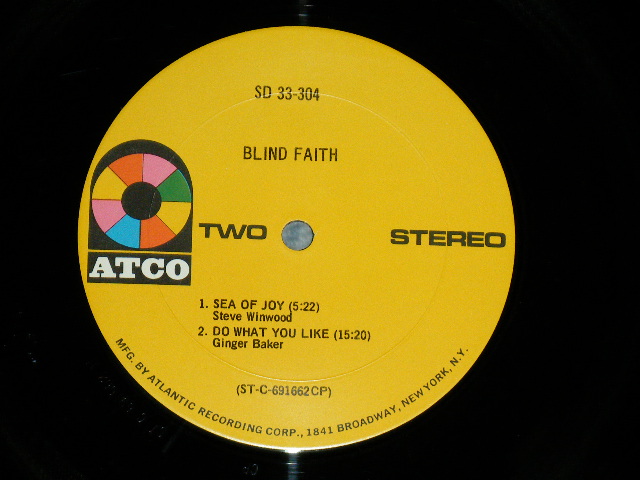 SD 33-304
BLIND FAITH
ATCO
TWO
STEREO
1. SEA OF JOY (5:22)
Steve Winwood
2. DO WHAT YOU LIKE (15:20)
Ginger Baker
(ST-C-691662CP)
MFG. BY ATLANTIC RECORDING CORP., 1841 BROADWAY, NEW YORK, N.Y.